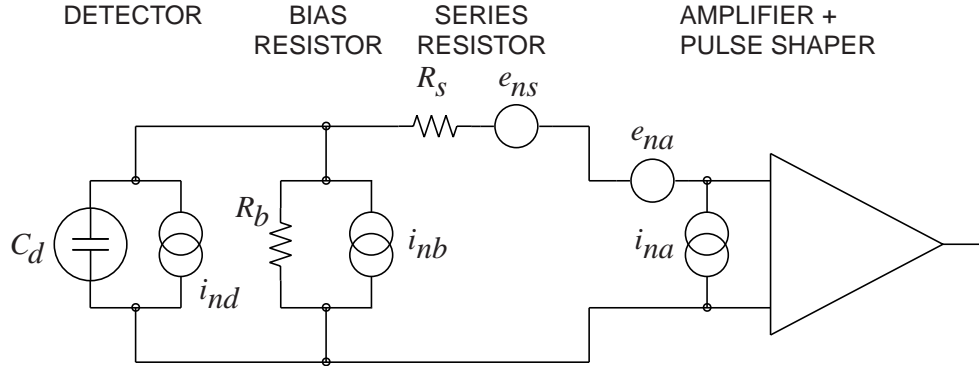 DETECTOR
BIAS
RESISTOR
SERIES
RESISTOR
AMPLIFIER +
PULSE SHAPER
R_s
e_ns
e_na
C_d
i_nd
R_b
i_nb
i_na